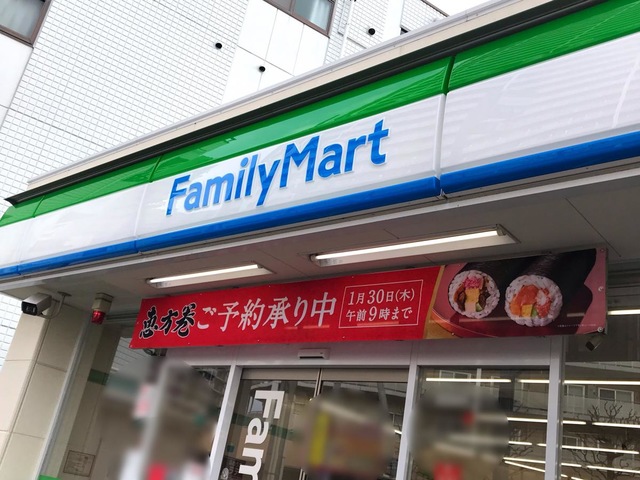 FamilyMart
恵方巻ご予約承り中
1月30日(木)
午前9時まで
Fam